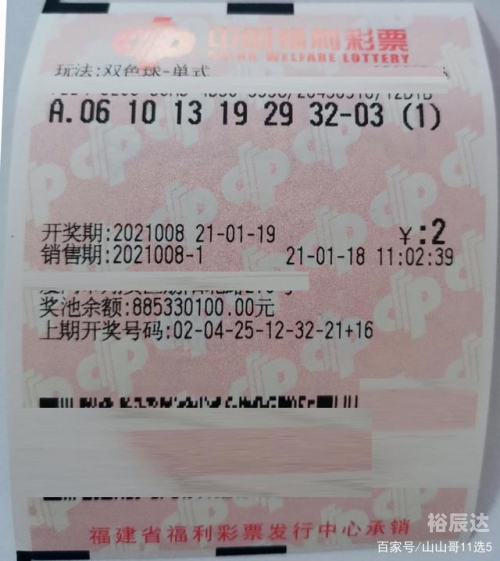 中国福利彩票
CHINA WELFARE LOTTERY
玩法:双色球-单式
A.06 10 13 19 29 32-03 (1)
开奖期:2021008 21-01-19 ¥:2
销售期:2021008-1 21-01-18 11:02:39
奖池余额:885330100.00元
上期开奖号码:02-04-25-12-32-21+16
福建省福利彩票发行中心承销
裕辰达
百家号/山山哥11选5